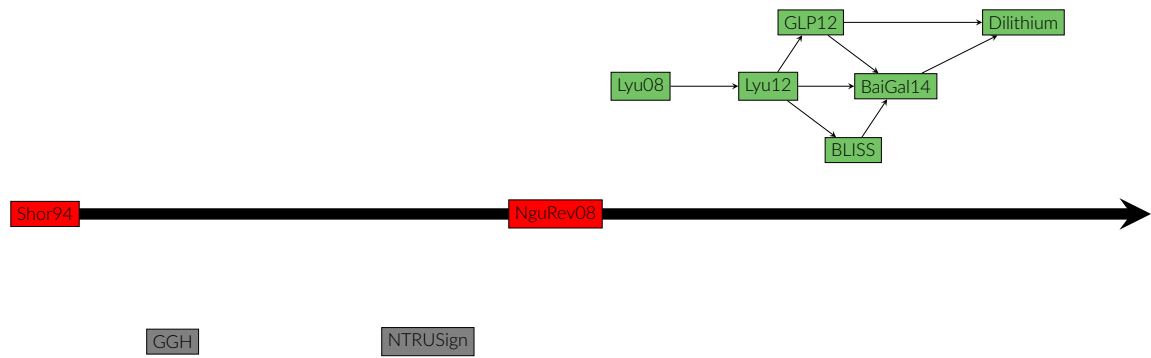 GLP12
Dilithium
Lyu08
Lyu12
BaiGal14
BLISS
Shor94
NguRev08
GGH
NTRUSign